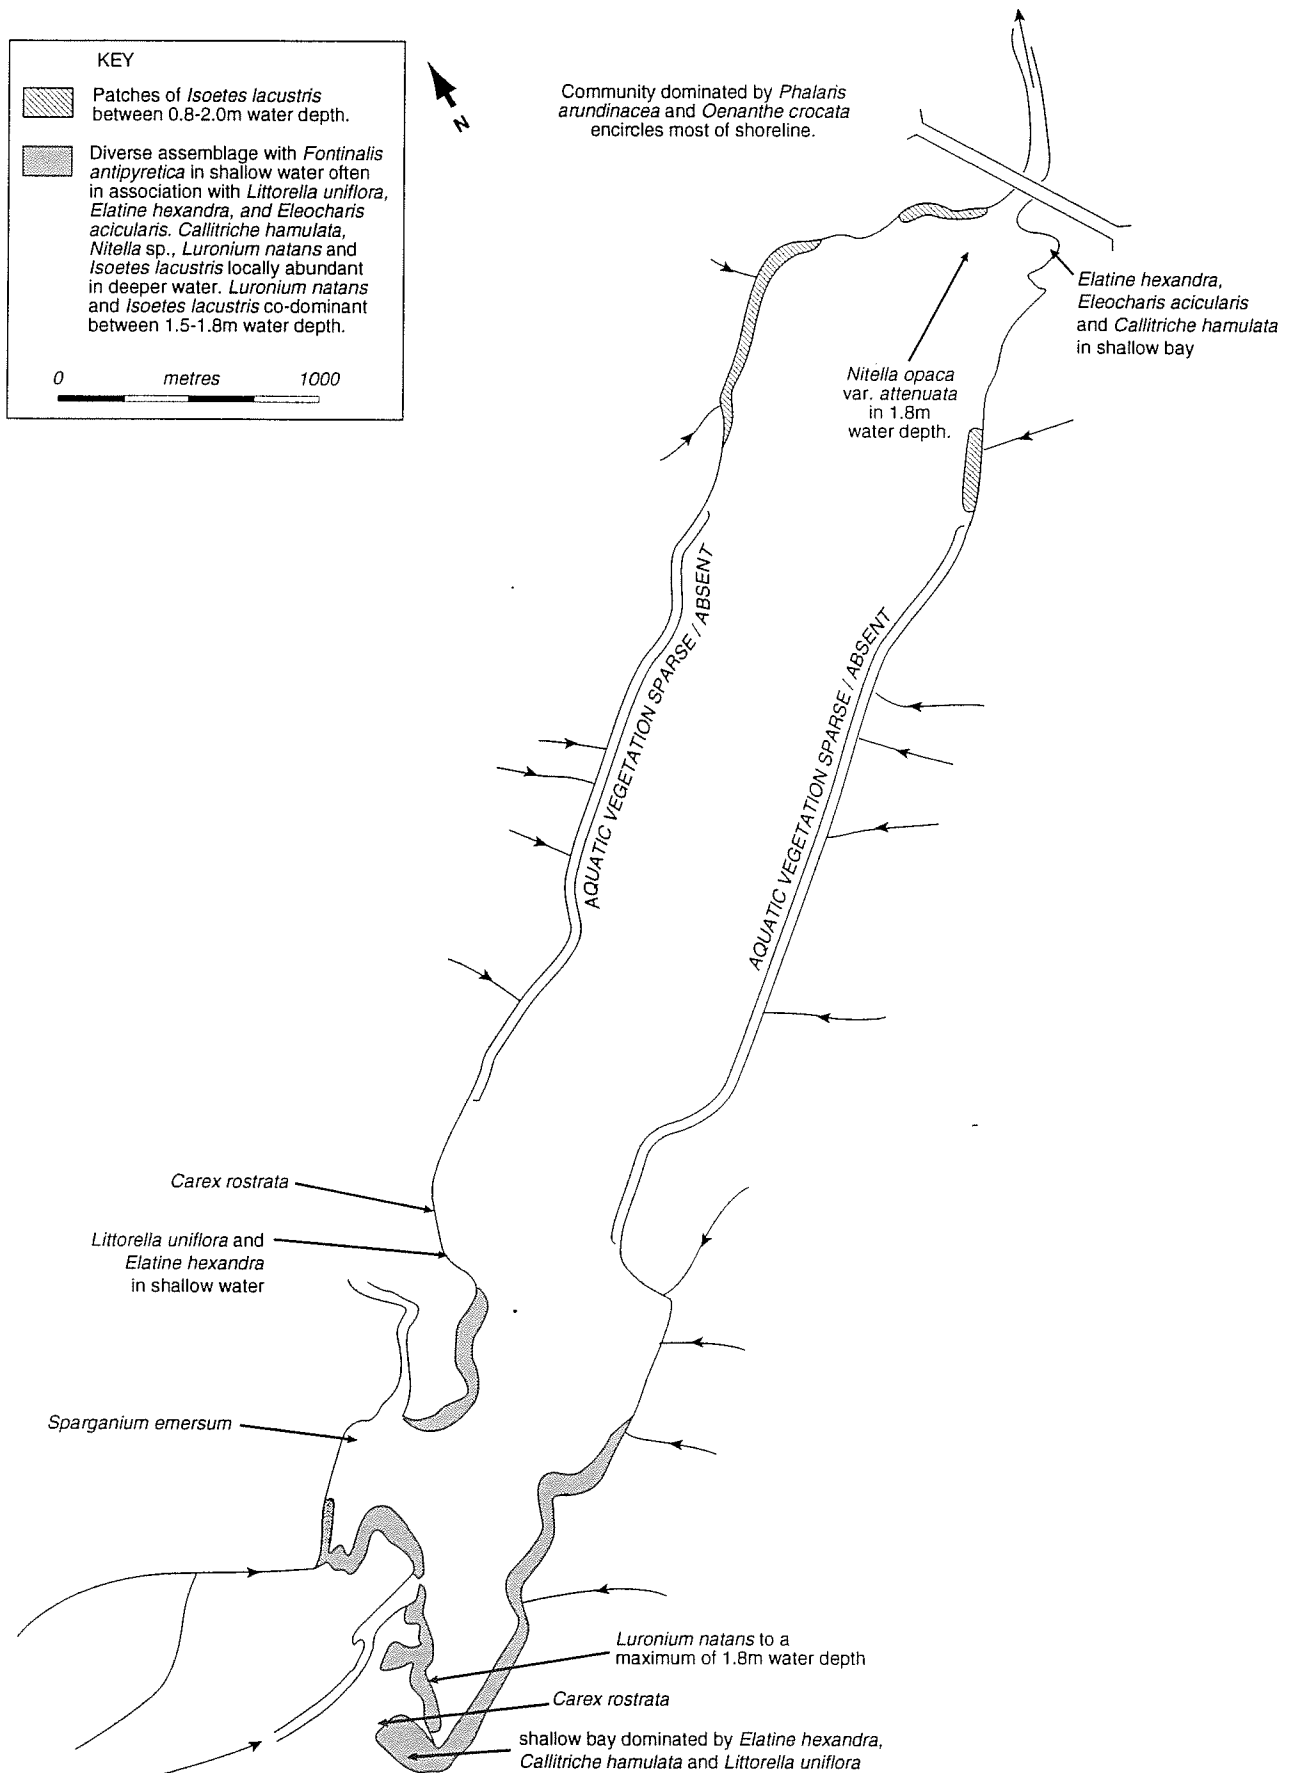 KEY
Patches of Isoetes lacustris
between 0.8-2.0m water depth.
Diverse assemblage with Fontinalis
antipyretica in shallow water often
in association with Littorella uniflora,
Elatine hexandra, and Eleocharis
acicularis. Callitriche hamulata,
Nitella sp., Luronium natans and
Isoetes lacustris locally abundant
in deeper water. Luronium natans
and Isoetes lacustris co-dominant
between 1.5-1.8m water depth.
0 metres 1000
N
Community dominated by Phalaris
arundinacea and Oenanthe crocata
encircles most of shoreline.
Elatine hexandra,
Eleocharis acicularis
and Callitriche hamulata
in shallow bay
Nitella opaca
var. attenuata
in 1.8m
water depth.
AQUATIC VEGETATION SPARSE / ABSENT
AQUATIC VEGETATION SPARSE / ABSENT
Carex rostrata
Littorella uniflora and
Elatine hexandra
in shallow water
Sparganium emersum
Luronium natans to a
maximum of 1.8m water depth
Carex rostrata
shallow bay dominated by Elatine hexandra,
Callitriche hamulata and Littorella uniflora